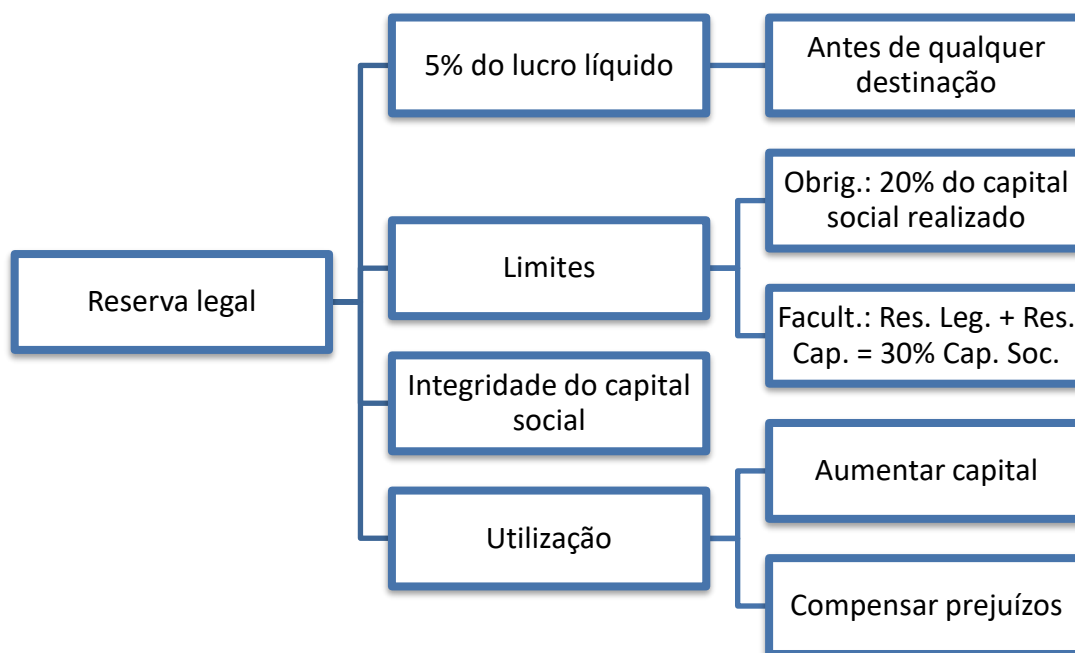 Reserva legal
5% do lucro líquido
Antes de qualquer
destinação
Limites
Obrig.: 20% do capital
social realizado
Facult.: Res. Leg. + Res.
Cap. = 30% Cap. Soc.
Integridade do capital
social
Utilização
Aumentar capital
Compensar prejuízos